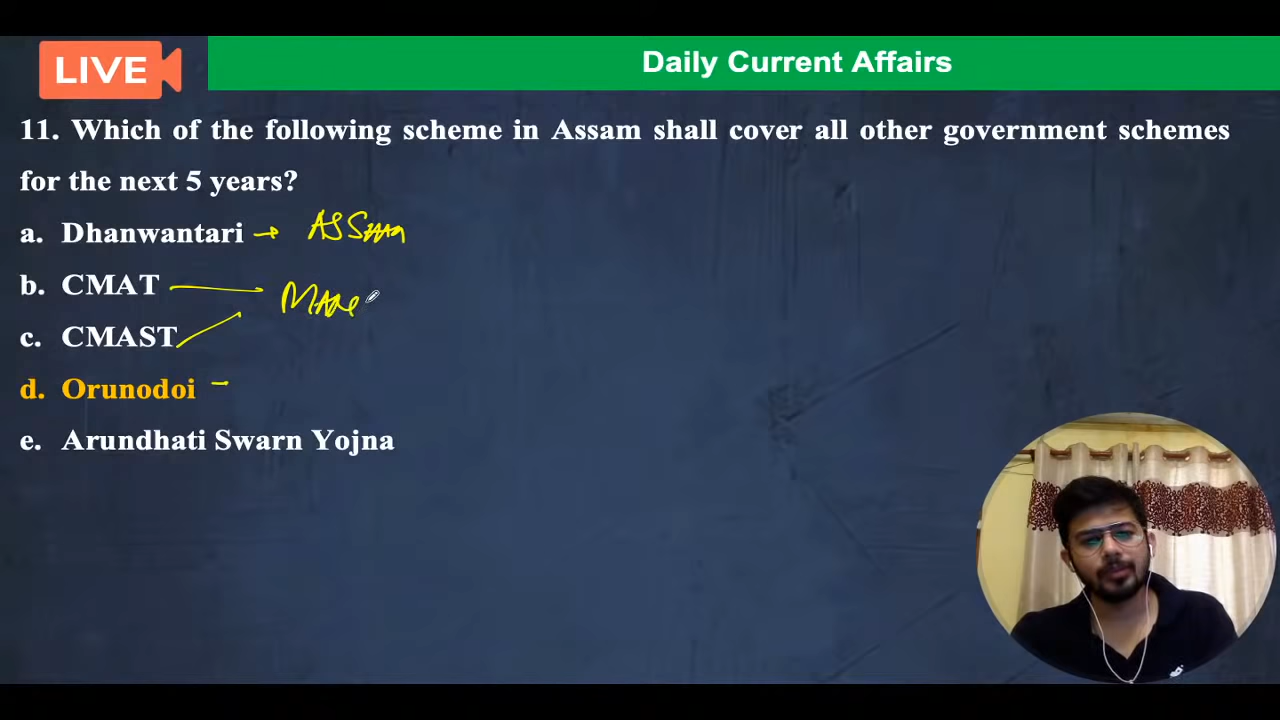 LIVE
Daily Current Affairs
11. Which of the following scheme in Assam shall cover all other government schemes
for the next 5 years?
a. Dhanwantari → ASSam
b. CMAT
c. CMAST
d. Orunodoi -
e. Arundhati Swarn Yojna